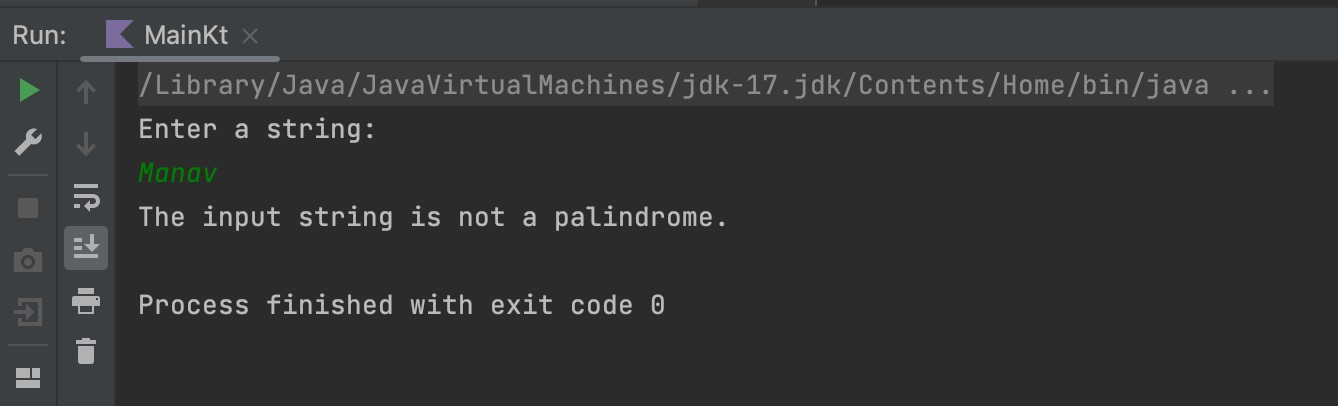 Run: MainKt
/Library/Java/JavaVirtualMachines/jdk-17.jdk/Contents/Home/bin/java ...
Enter a string:
Manav
The input string is not a palindrome.
Process finished with exit code 0